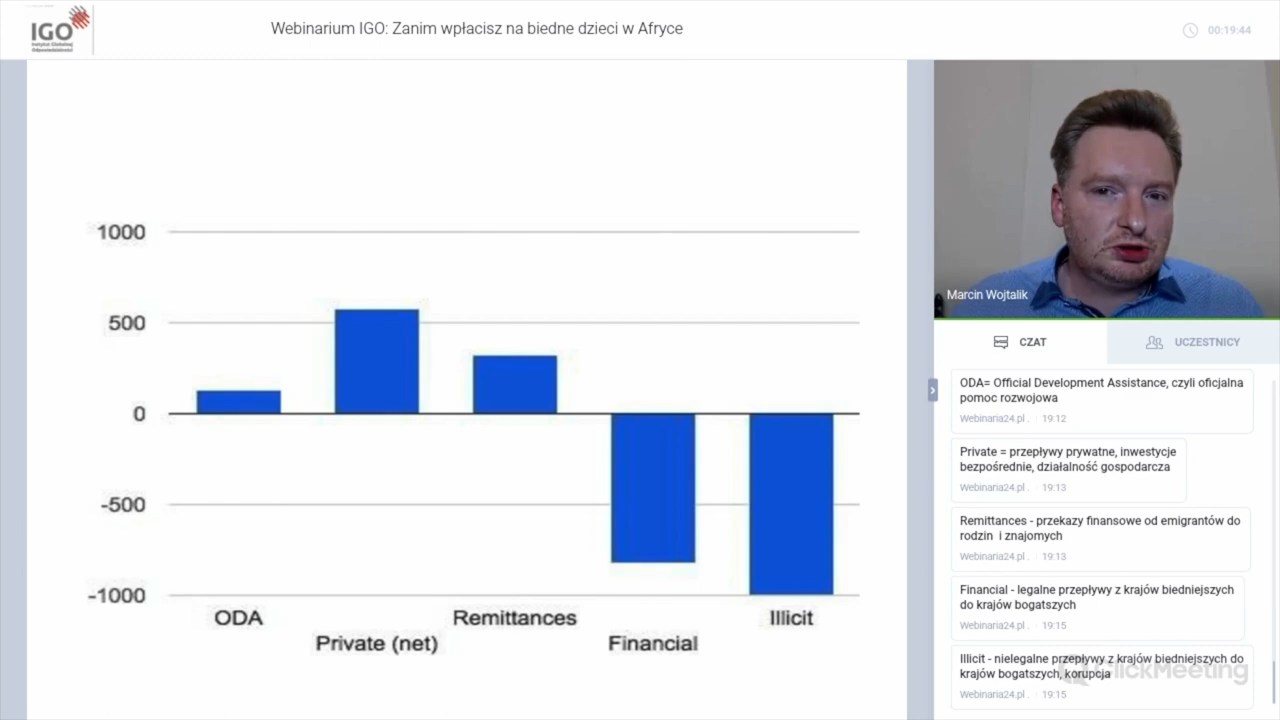 IGO
Instytut Globalnej
Odpowiedzialności
Webinarium IGO: Zanim wpłacisz na biedne dzieci w Afryce
00:19:44
1000
500
0
-500
-1000
ODA
Private (net)
Remittances
Financial
Illicit
Marcin Wojtalik
CZAT
UCZESTNICY
ODA= Official Development Assistance, czyli oficjalna
pomoc rozwojowa
Webinaria24.pl . 19:12
Private = przepływy prywatne, inwestycje
bezpośrednie, działalność gospodarcza
Webinaria24.pl . 19:13
Remittances - przekazy finansowe od emigrantów do
rodzin i znajomych
Webinaria24.pl . 19:13
Financial - legalne przepływy z krajów biedniejszych
do krajów bogatszych
Webinaria24.pl . 19:15
Illicit - nielegalne przepływy z krajów biedniejszych do
krajów bogatszych, korupcja
Webinaria24.pl . 19:15
ClickMeeting